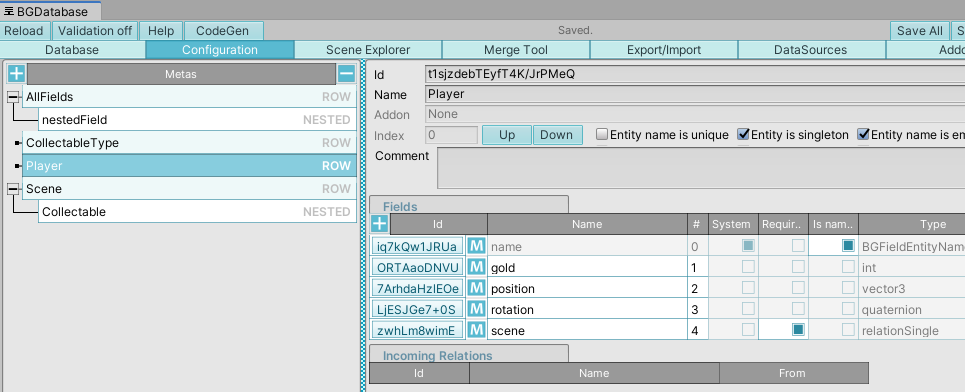 BGDatabase
Reload Validation off Help CodeGen Saved. Save All S
Database Configuration Scene Explorer Merge Tool Export/Import DataSources Addo
Metas
AllFields ROW
nestedField NESTED
CollectableType ROW
Player ROW
Scene ROW
Collectable NESTED
Id t1sjzdebTEyfT4K/JrPMeQ
Name Player
Addon None
Index 0 Up Down Entity name is unique Entity is singleton Entity name is em
Comment
Fields
Id Name # System Requir.. Is nam.. Type
iq7kQw1JRUa M name 0 BGFieldEntityName
ORTAaoDNVU M gold 1 int
7ArhdaHzIEOe M position 2 vector3
LjESJGe7+0S M rotation 3 quaternion
zwhLm8wimE M scene 4 relationSingle
Incoming Relations
Id Name From